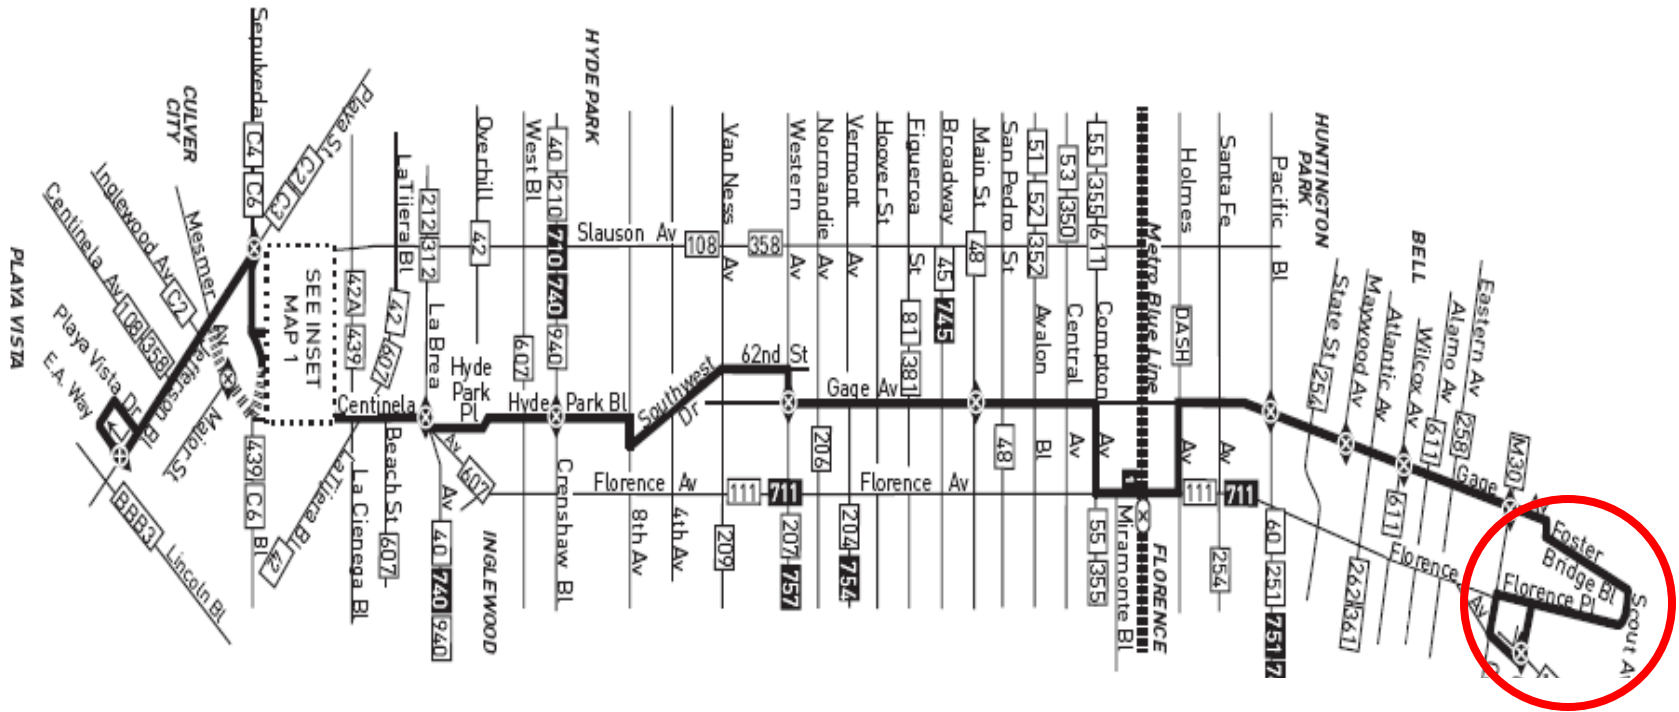 PLAYA VISTA
CULVER
CITY
HYDE PARK
INGLEWOOD
FLORENCE
HUNTINGTON
PARK
BELL
Sepulveda
C4
C6
Playa St
C2
C3
Inglewood Av
C2
Centinela Av
108
358
Mesmer
Av
Jefferson Bl
Major St
Playa Vista Dr
E.A. Way
BBB3
Lincoln Bl
SEE INSET
MAP 1
439
C6
Bl
42A
439
La Cienega Bl
La Tijera Bl
42
607
La Tijera Bl
42
Beach St
607
212
312
La Brea
Av
40
740
940
Centinela
Av
607
Overhill
42
Hyde
Park
Pl
West Bl
607
40
210
710
740
940
Crenshaw Bl
Hyde Park Bl
8th Av
4th Av
Southwest
Dr
Slauson Av
108
358
Van Ness
Av
209
62nd St
Western
Av
207
757
Normandie
Av
206
Vermont
Av
204
754
Hoover St
Figueroa
St
81
381
Broadway
45
745
Main St
48
San Pedro
St
48
51
52
352
Avalon
Bl
53
350
Central
Av
55
355
611
Compton
Av
55
355
Gage Av
Florence Av
111
711
Florence Av
Metro Blue Line
1
Miramonte Bl
Holmes
DASH
Av
111
711
Santa Fe
Av
254
Pacific
Bl
60
251
751
State St
254
Maywood Av
Atlantic Av
611
262
361
Wilcox Av
611
Alamo Av
258
Eastern Av
Gage
Av
M30
Florence
Av
Foster
Bridge Bl
Florence Pl
Scout